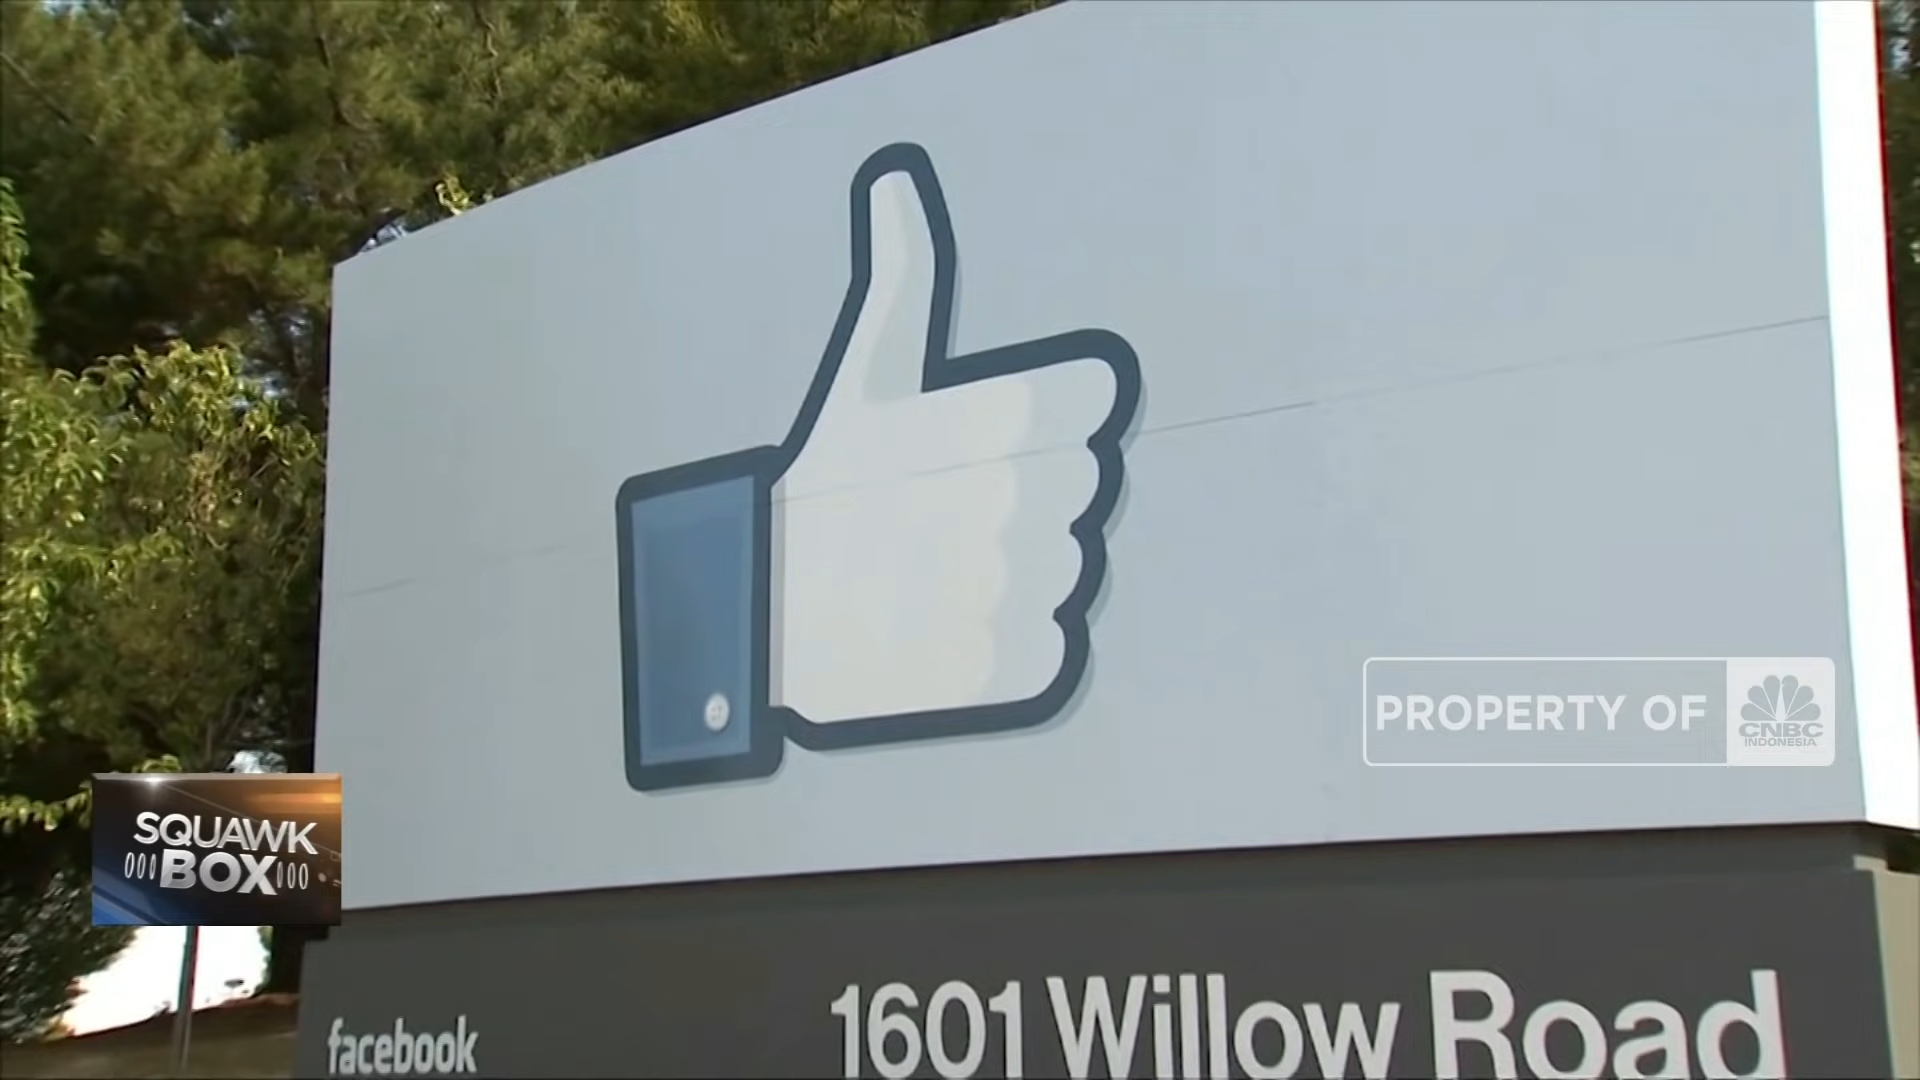 PROPERTY OF
CNBC
INDONESIA
SQUAWK
BOX
facebook
1601 Willow Road